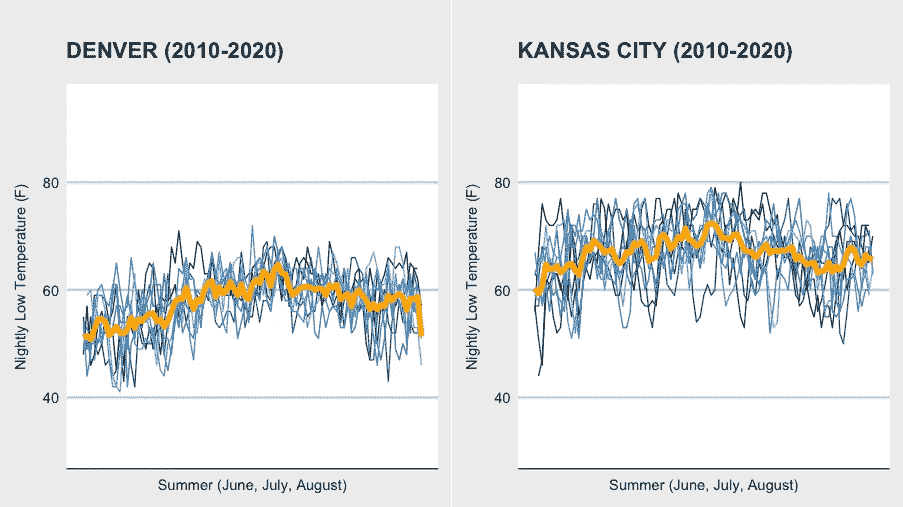 DENVER (2010-2020)
Nightly Low Temperature (F)
80
60
40
Summer (June, July, August)
KANSAS CITY (2010-2020)
Nightly Low Temperature (F)
80
60
40
Summer (June, July, August)